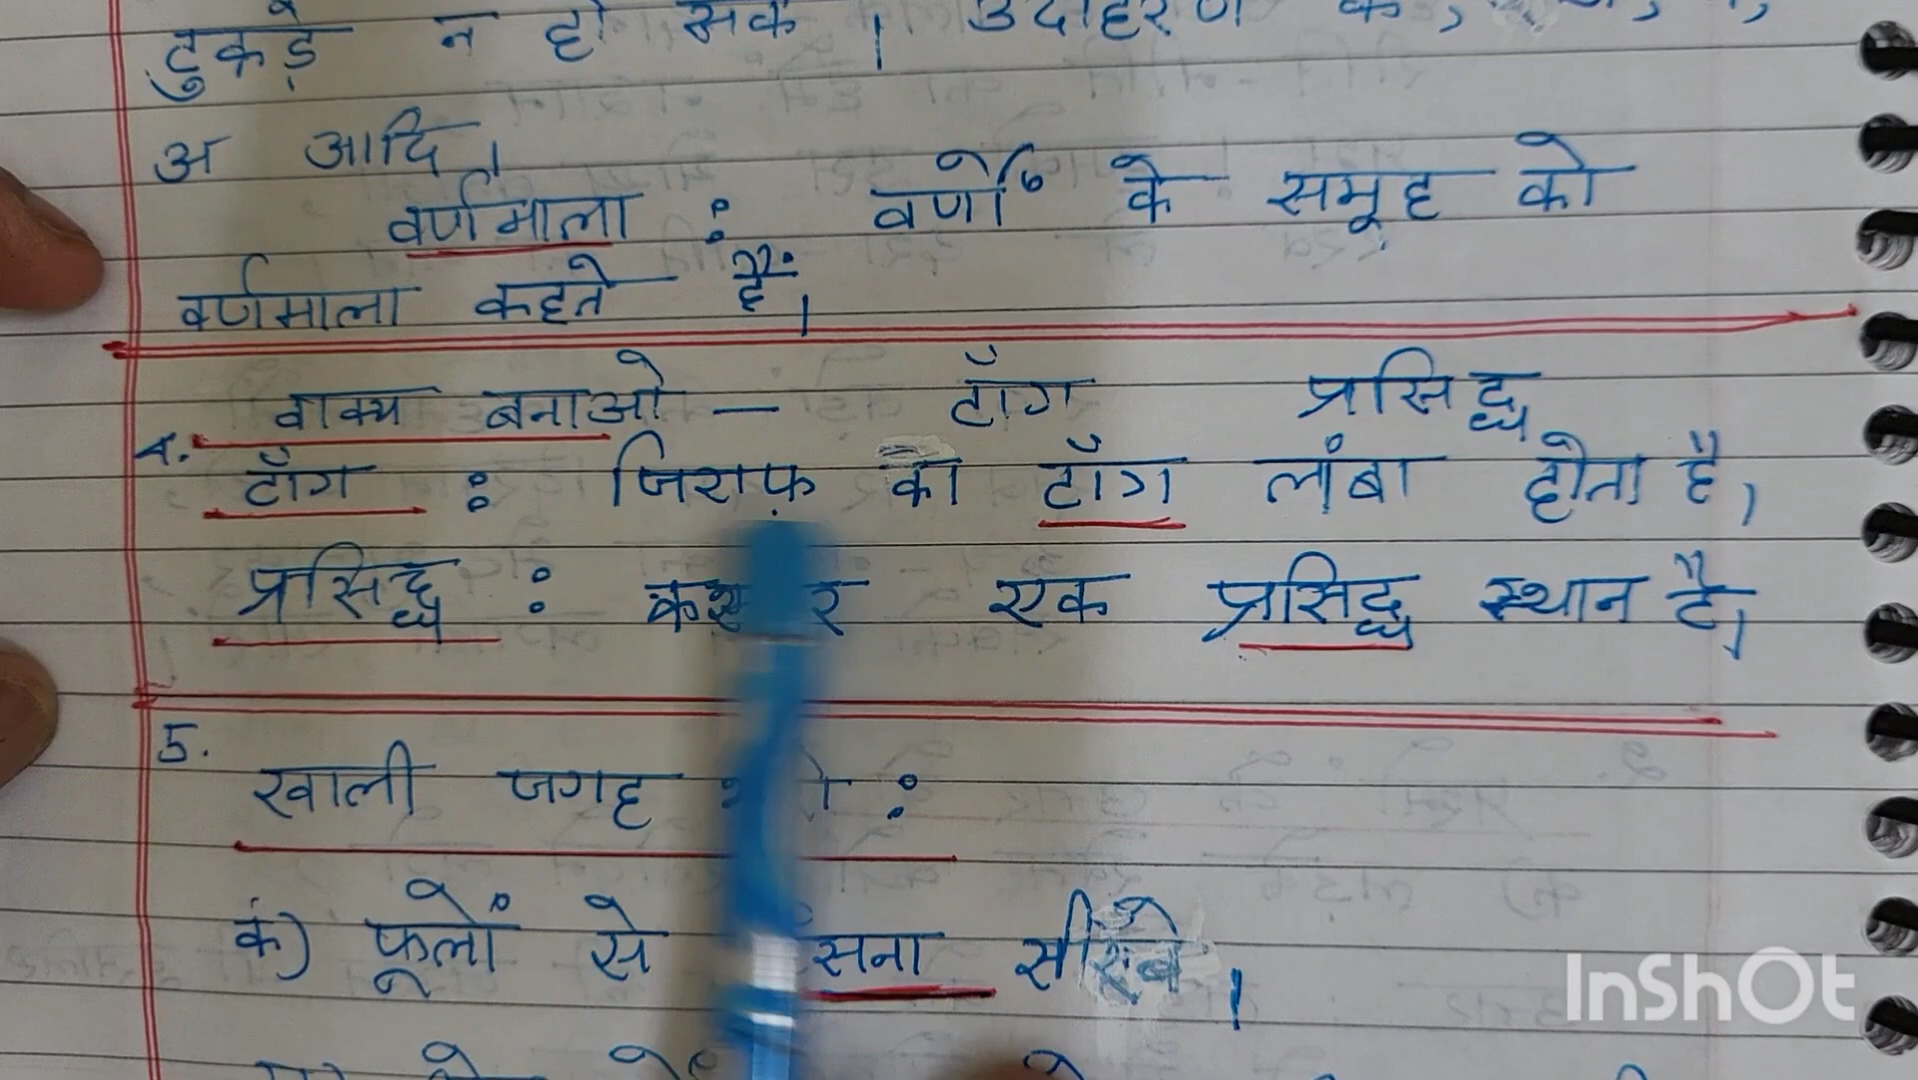 टुकड़े न हो सके । उदाहरण क,
अ आदि ।
वर्णमाला : वर्णों के समूह को
वर्णमाला कहते हैं ।
4. वाक्य बनाओ — टाँग प्रसिद्ध
टाँग : जिराफ़ का टाँग लंबा होता है ।
प्रसिद्ध : एक प्रसिद्ध स्थान है ।
5.
खाली जगह :
क) फूलों से सीखे ।
InShOt